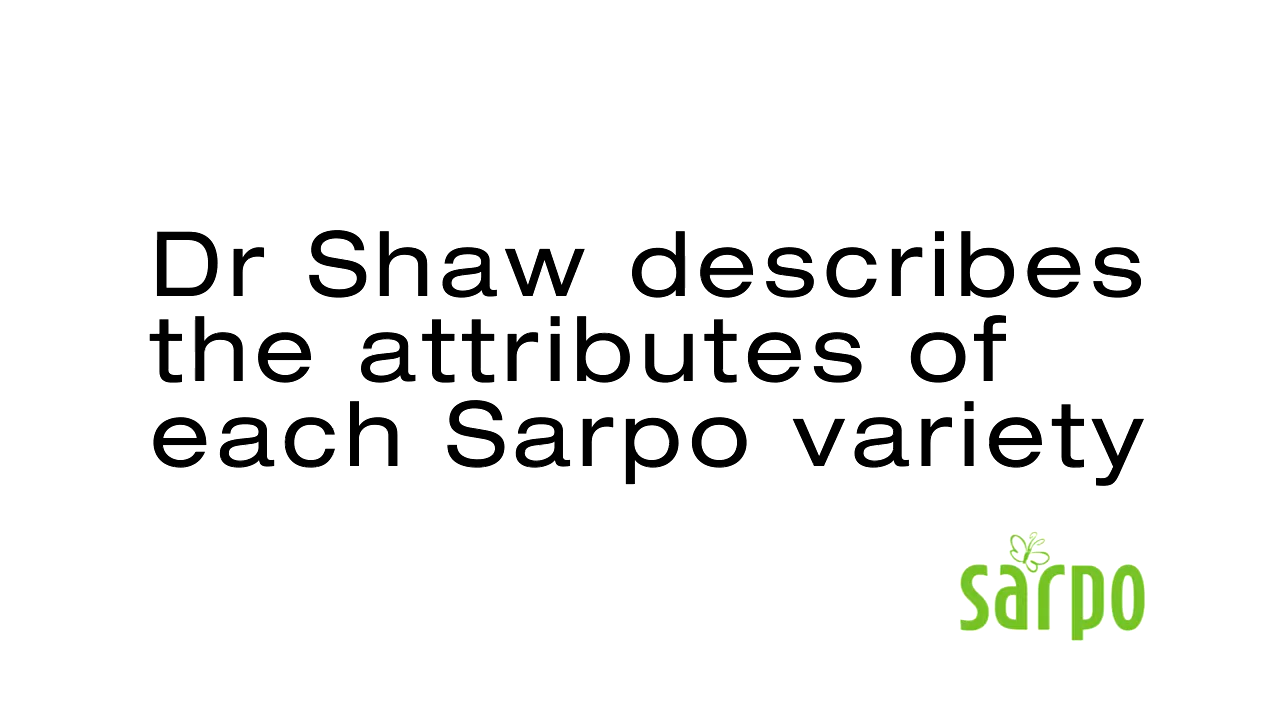 Dr Shaw describes
the attributes of
each Sarpo variety
sarpo